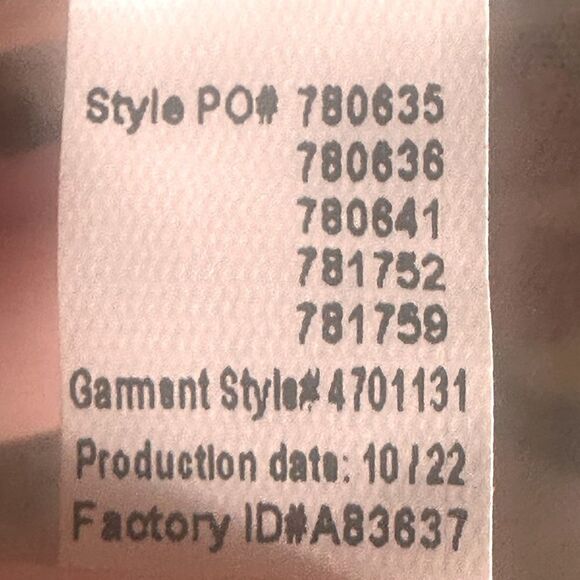 Style PO# 780635
780636
780641
781752
781759
Garment Style# 4701131
Production date: 10/22
Factory ID#A83637